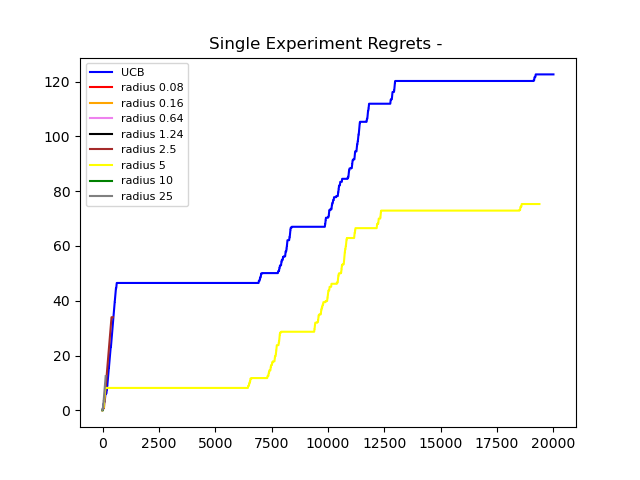 Single Experiment Regrets -
UCB
radius 0.08
radius 0.16
radius 0.64
radius 1.24
radius 2.5
radius 5
radius 10
radius 25
120
100
80
60
40
20
0
0 2500 5000 7500 10000 12500 15000 17500 20000